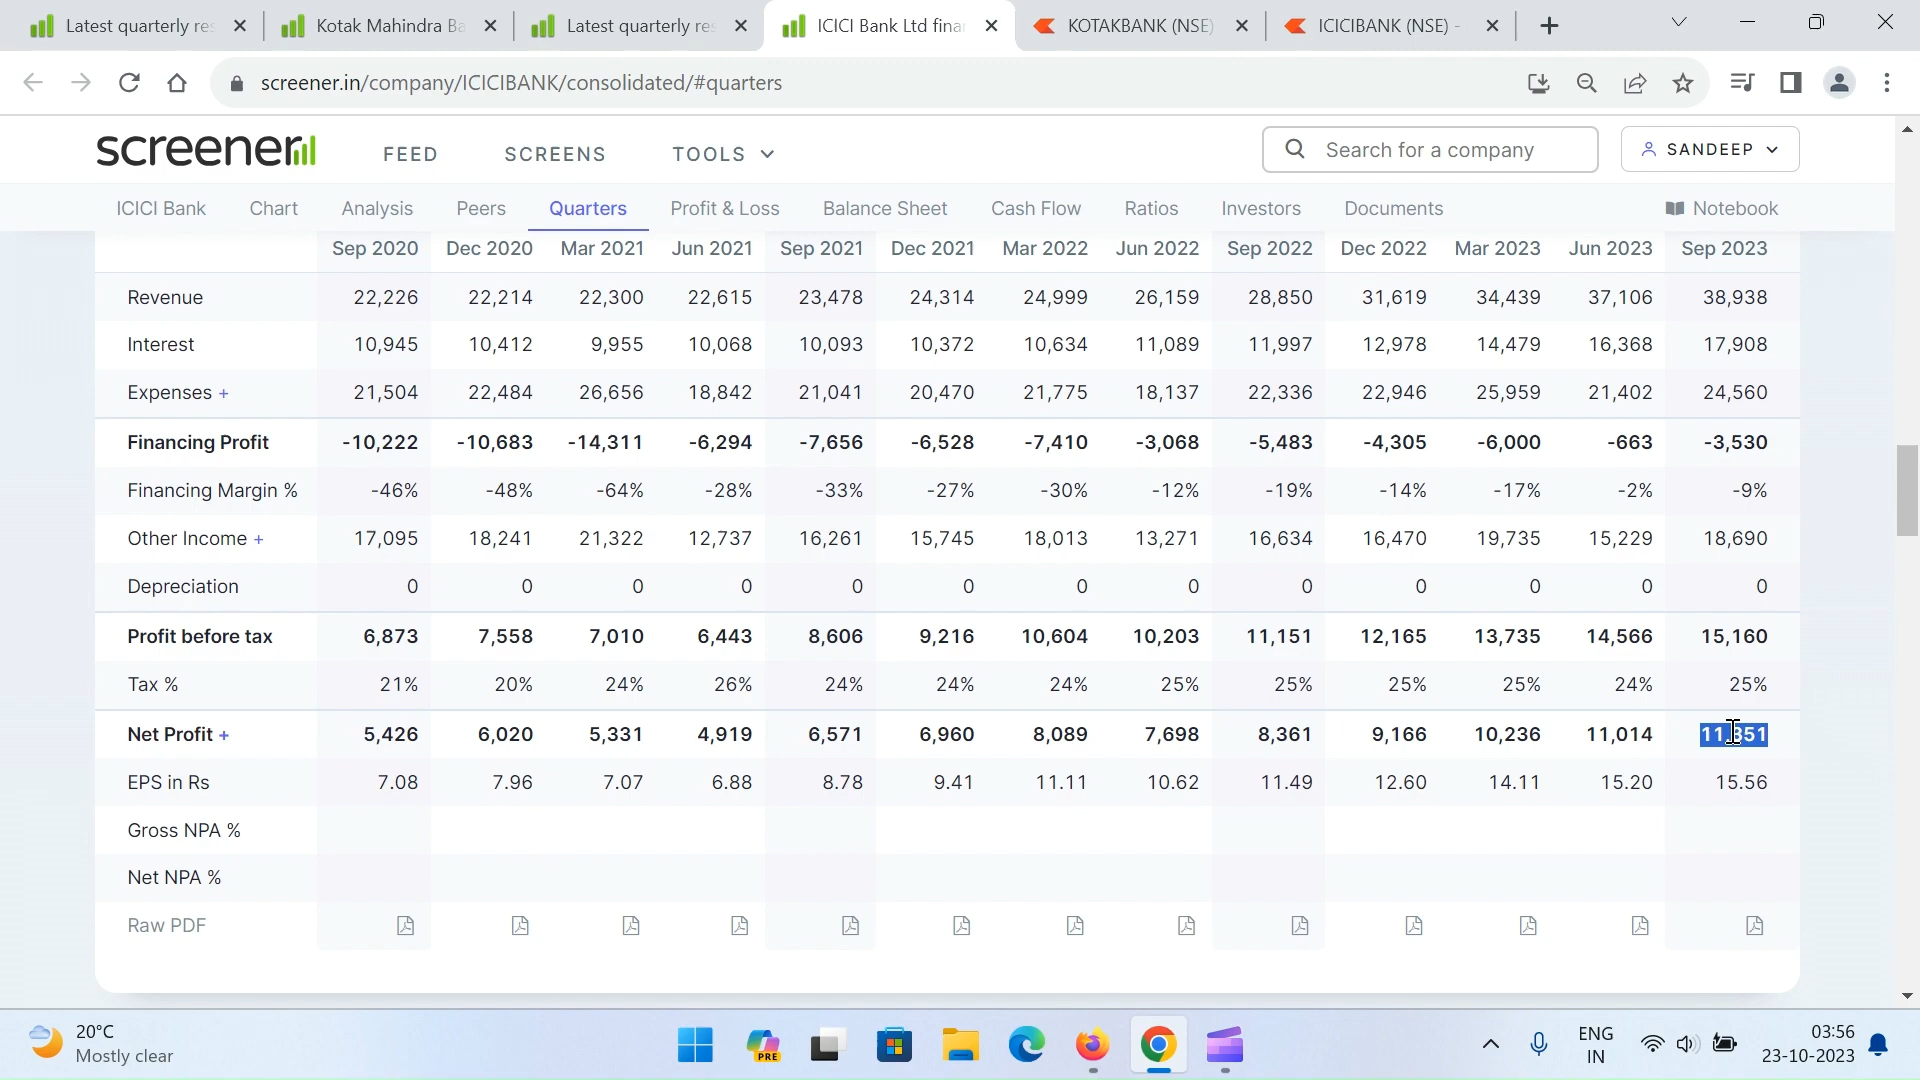 Latest quarterly res
Kotak Mahindra Ba
Latest quarterly res
ICICI Bank Ltd finan
KOTAKBANK (NSE)
ICICIBANK (NSE) -
screener.in/company/ICICIBANK/consolidated/#quarters
screener FEED SCREENS TOOLS Search for a company SANDEEP
ICICI Bank Chart Analysis Peers Quarters Profit & Loss Balance Sheet Cash Flow Ratios Investors Documents Notebook
Sep 2020 Dec 2020 Mar 2021 Jun 2021 Sep 2021 Dec 2021 Mar 2022 Jun 2022 Sep 2022 Dec 2022 Mar 2023 Jun 2023 Sep 2023
Revenue 22,226 22,214 22,300 22,615 23,478 24,314 24,999 26,159 28,850 31,619 34,439 37,106 38,938
Interest 10,945 10,412 9,955 10,068 10,093 10,372 10,634 11,089 11,997 12,978 14,479 16,368 17,908
Expenses + 21,504 22,484 26,656 18,842 21,041 20,470 21,775 18,137 22,336 22,946 25,959 21,402 24,560
Financing Profit -10,222 -10,683 -14,311 -6,294 -7,656 -6,528 -7,410 -3,068 -5,483 -4,305 -6,000 -663 -3,530
Financing Margin % -46% -48% -64% -28% -33% -27% -30% -12% -19% -14% -17% -2% -9%
Other Income + 17,095 18,241 21,322 12,737 16,261 15,745 18,013 13,271 16,634 16,470 19,735 15,229 18,690
Depreciation 0 0 0 0 0 0 0 0 0 0 0 0 0
Profit before tax 6,873 7,558 7,010 6,443 8,606 9,216 10,604 10,203 11,151 12,165 13,735 14,566 15,160
Tax % 21% 20% 24% 26% 24% 24% 24% 25% 25% 25% 25% 24% 25%
Net Profit + 5,426 6,020 5,331 4,919 6,571 6,960 8,089 7,698 8,361 9,166 10,236 11,014
EPS in Rs 7.08 7.96 7.07 6.88 8.78 9.41 11.11 10.62 11.49 12.60 14.11 15.20 15.56
Gross NPA %
Net NPA %
Raw PDF
20°C
Mostly clear
PRE
ENG
IN
03:56
23-10-2023